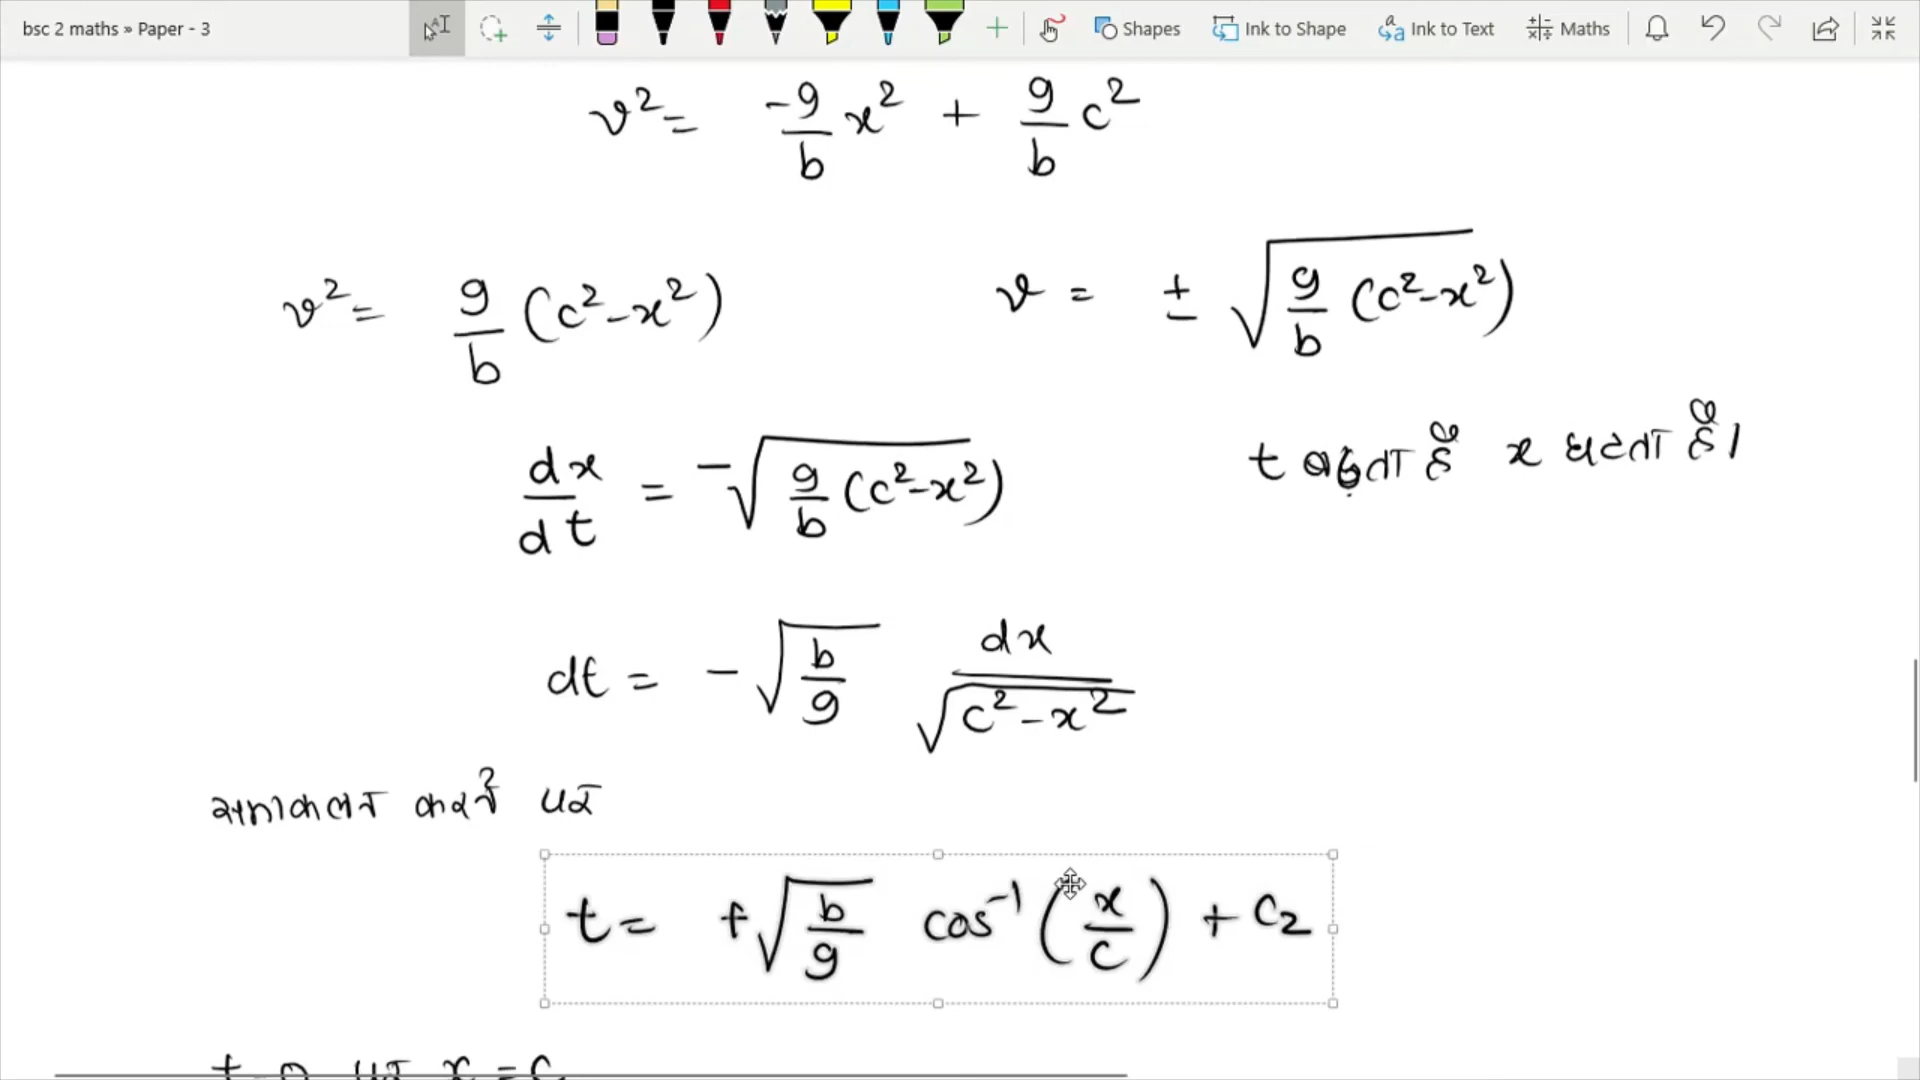 bsc 2 maths » Paper - 3 Shapes Ink to Shape Ink to Text Maths
v² = -g/b x² + g/b c²
v² = g/b (c²-x²) v = ± √(g/b (c²-x²))
dx/dt = -√(g/b (c²-x²)) t बढ़ता है x घटता है।
dt = - √(b/g) dx/√(c²-x²)
समाकलन करने पर
t = +√(b/g) cos⁻¹(x/c) + c₂
पर x = c